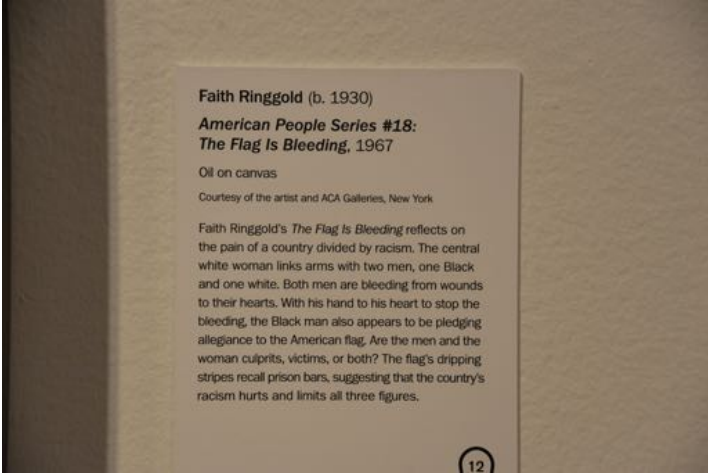 Faith Ringgold (b. 1930)
American People Series #18:
The Flag Is Bleeding, 1967
Oil on canvas
Courtesy of the artist and ACA Galleries, New York
Faith Ringgold's The Flag Is Bleeding reflects on
the pain of a country divided by racism. The central
white woman links arms with two men, one Black
and one white. Both men are bleeding from wounds
to their hearts. With his hand to his heart to stop the
bleeding, the Black man also appears to be pledging
allegiance to the American flag. Are the men and the
woman culprits, victims, or both? The flag's dripping
stripes recall prison bars, suggesting that the country's
racism hurts and limits all three figures.
12